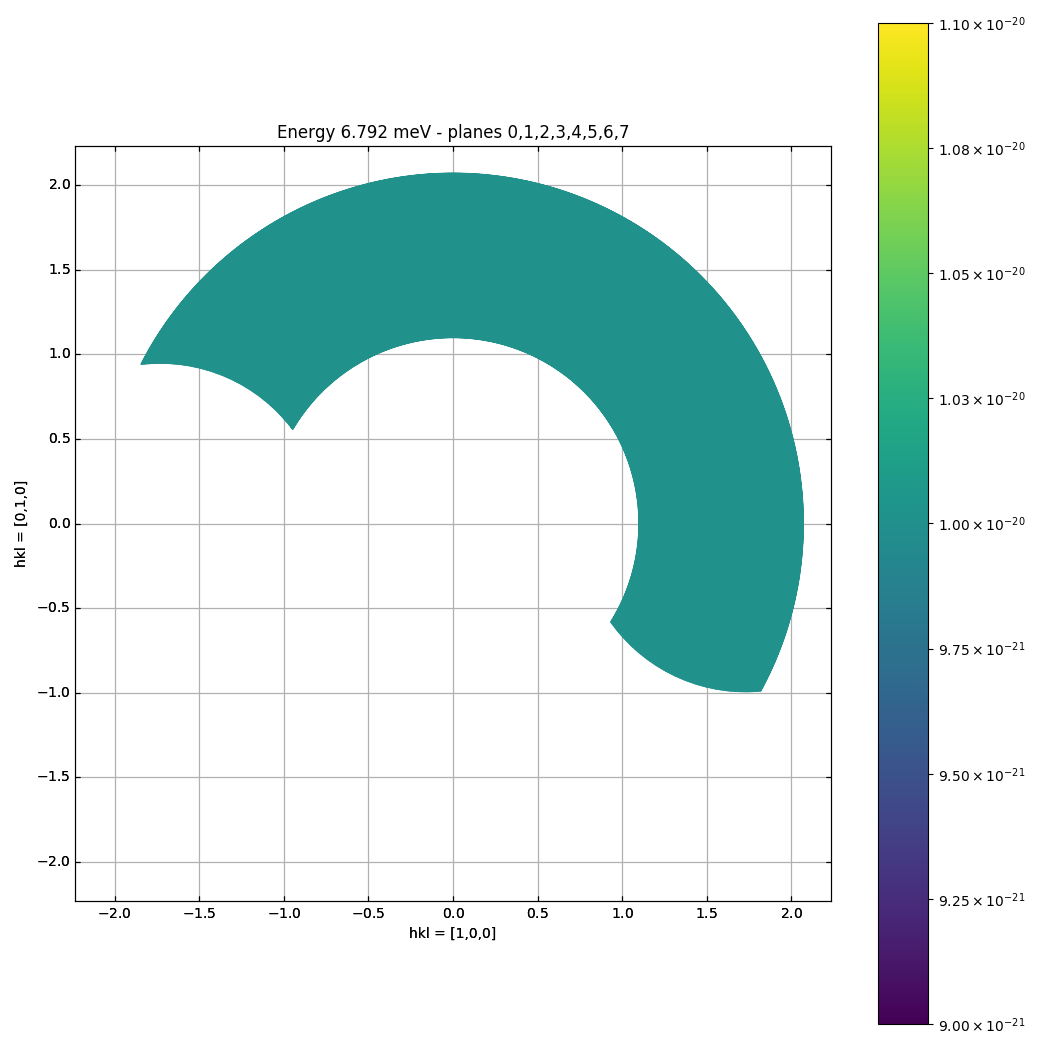 Energy 6.792 meV - planes 0,1,2,3,4,5,6,7
hkl = [0,1,0]
2.0
1.5
1.0
0.5
0.0
−0.5
−1.0
−1.5
−2.0
−2.0 −1.5 −1.0 −0.5 0.0 0.5 1.0 1.5 2.0
hkl = [1,0,0]
1.10 × 10⁻²⁰
1.08 × 10⁻²⁰
1.05 × 10⁻²⁰
1.03 × 10⁻²⁰
1.00 × 10⁻²⁰
9.75 × 10⁻²¹
9.50 × 10⁻²¹
9.25 × 10⁻²¹
9.00 × 10⁻²¹